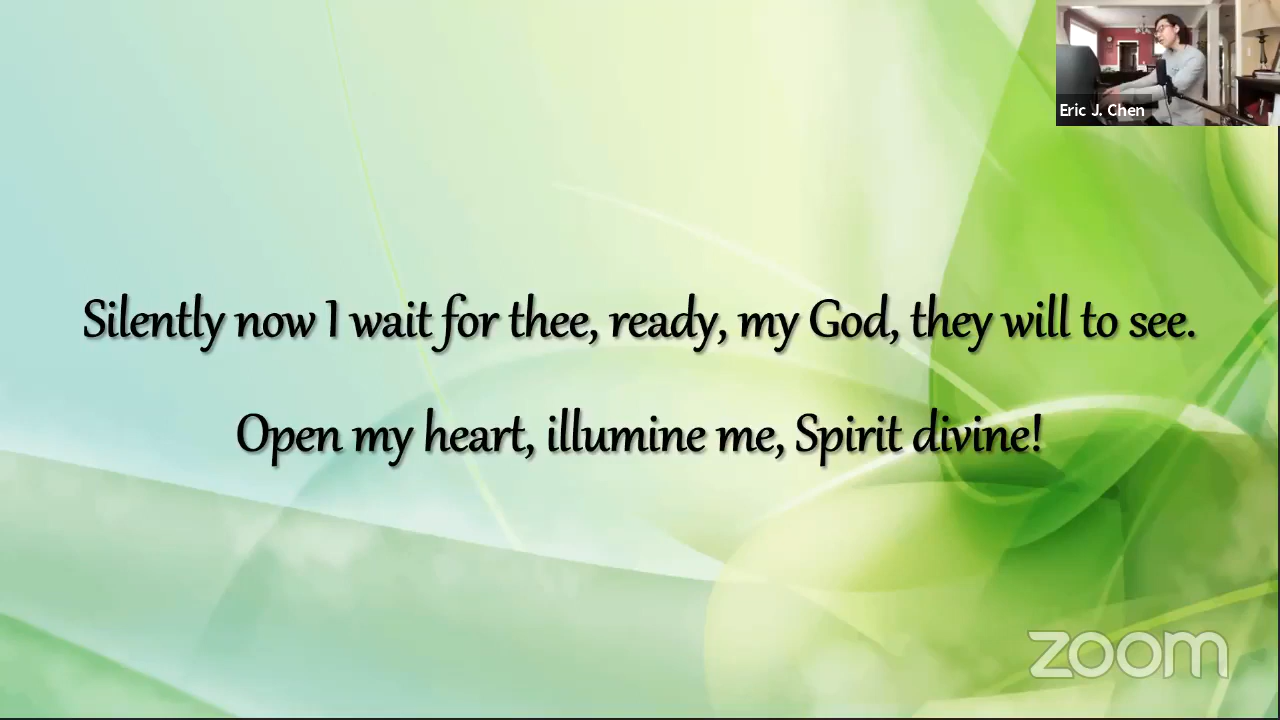 Eric J. Chen
Silently now I wait for thee, ready, my God, they will to see.
Open my heart, illumine me, Spirit divine!
zoom